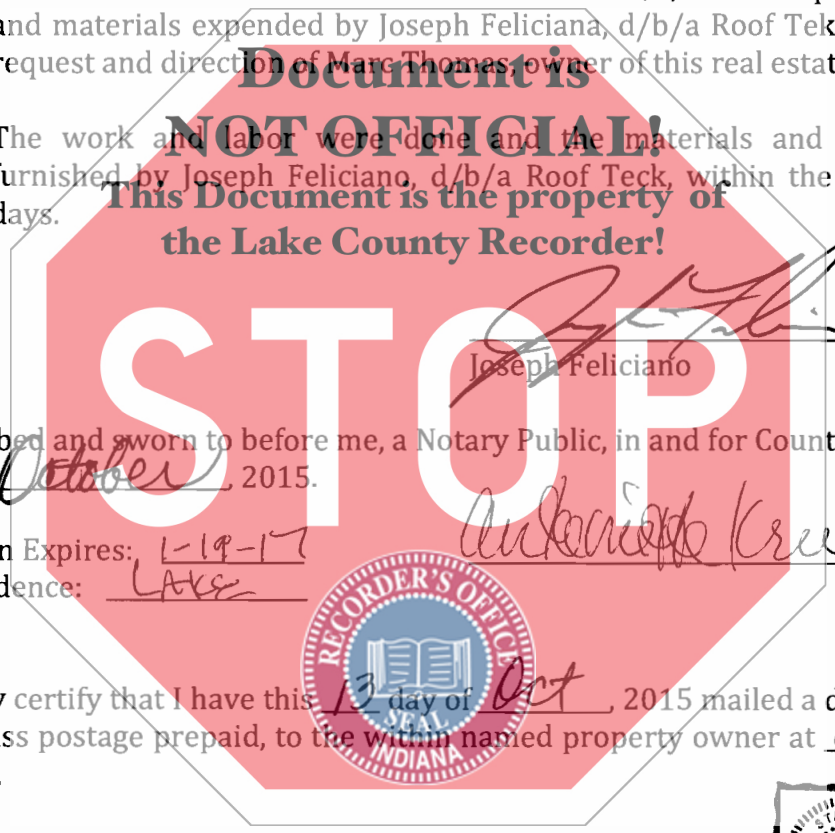 and materials expended by Joseph Feliciana, d/b/a Roof Tek
request and direction of Marc Thomas, owner of this real estat
Document is
The work and labor were done and the materials and
NOT OFFICIAL!
furnished by Joseph Feliciano, d/b/a Roof Teck, within the
This Document is the property of
days.
the Lake County Recorder!
STOP
Joseph Feliciano
bed and sworn to before me, a Notary Public, in and for Count
October, 2015.
n Expires: 1-19-17
dence: LAKE
RECORDER'S OFFICE
SEAL
INDIANA
y certify that I have this 13 day of Oct, 2015 mailed a d
ss postage prepaid, to the within named property owner at